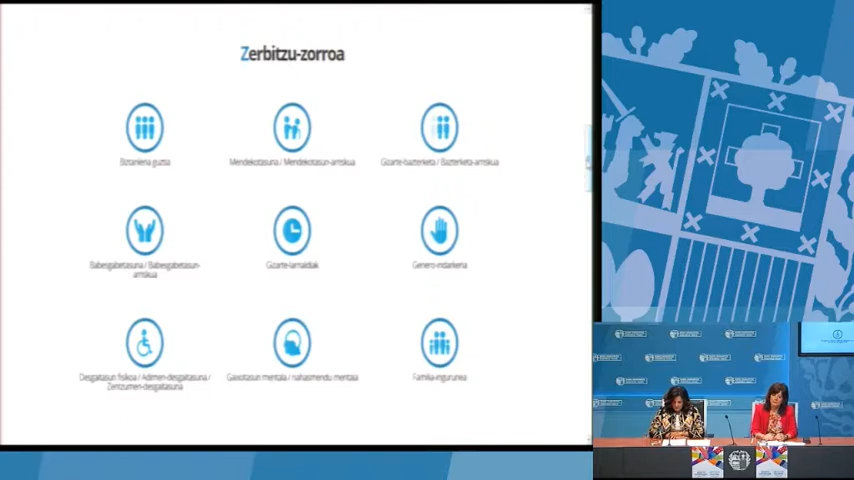 Zerbitzu-zorroa
Biztanleria guztia
Mendekotasuna / Mendekotasun-arriskua
Gizarte-bazterketa / Bazterketa-arriskua
Babesgabetasuna / Babesgabetasun-
arriskua
Gizarte-larrialdiak
Genero-indarkeria
Desgaitasun fisikoa / Adimen-desgaitasuna /
Zentzumen-desgaitasuna
Gaixotasun mentala / nahasmendu mentala
Familia-ingurunea